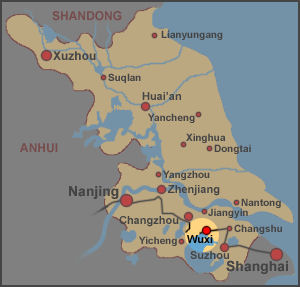 SHANDONG
Lianyungang
Xuzhou
Suqlan
Huai'an
Yancheng
Xinghua
Dongtai
ANHUI
Yangzhou
Zhenjiang
Nanjing
Nantong
Jiangyin
Changzhou
Changshu
Wuxi
Yicheng
Suzhou
Shanghai